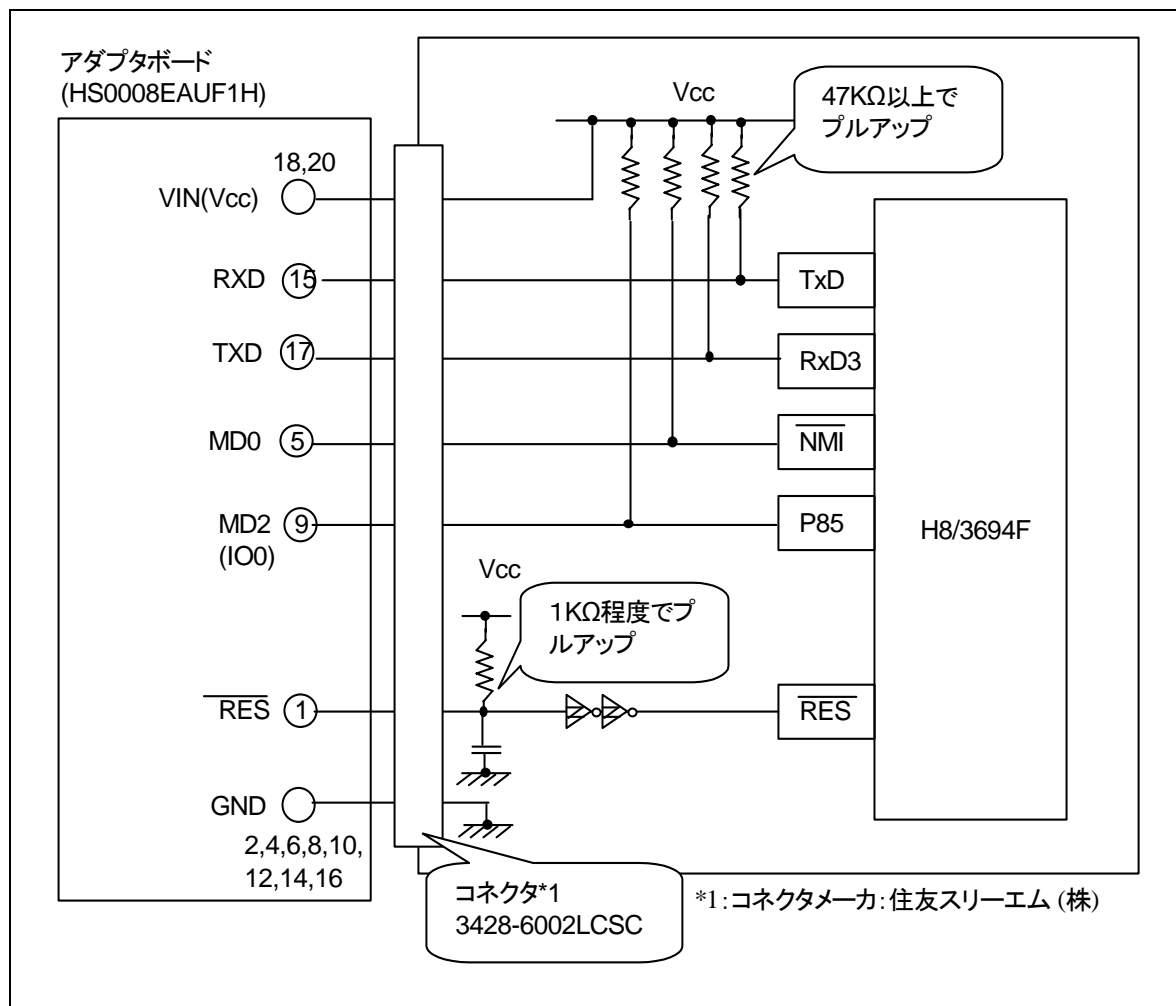 アダプタボード
(HS0008EAUF1H)
Vcc
47KΩ以上で
プルアップ
18,20
VIN(Vcc)
RXD 15 TxD
TXD 17 RxD3
MD0 5 NMI
MD2 9 P85
(IO0)
H8/3694F
Vcc
1KΩ程度でプ
ルアップ
RES 1 RES
GND
2,4,6,8,10,
12,14,16
コネクタ*1
3428-6002LCSC
*1:コネクタメーカ:住友スリーエム (株)